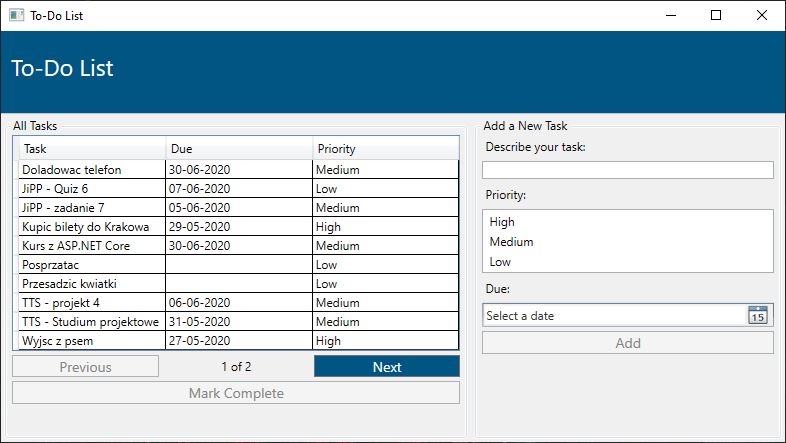 To-Do List
To-Do List
All Tasks
Task Due Priority
Doladowac telefon 30-06-2020 Medium
JiPP - Quiz 6 07-06-2020 Low
JiPP - zadanie 7 05-06-2020 Medium
Kupic bilety do Krakowa 29-05-2020 High
Kurs z ASP.NET Core 30-06-2020 Medium
Posprzatac Low
Przesadzic kwiatki Low
TTS - projekt 4 06-06-2020 Medium
TTS - Studium projektowe 31-05-2020 Medium
Wyjsc z psem 27-05-2020 High
Previous 1 of 2 Next
Mark Complete
Add a New Task
Describe your task:
Priority:
High
Medium
Low
Due:
Select a date 15
Add